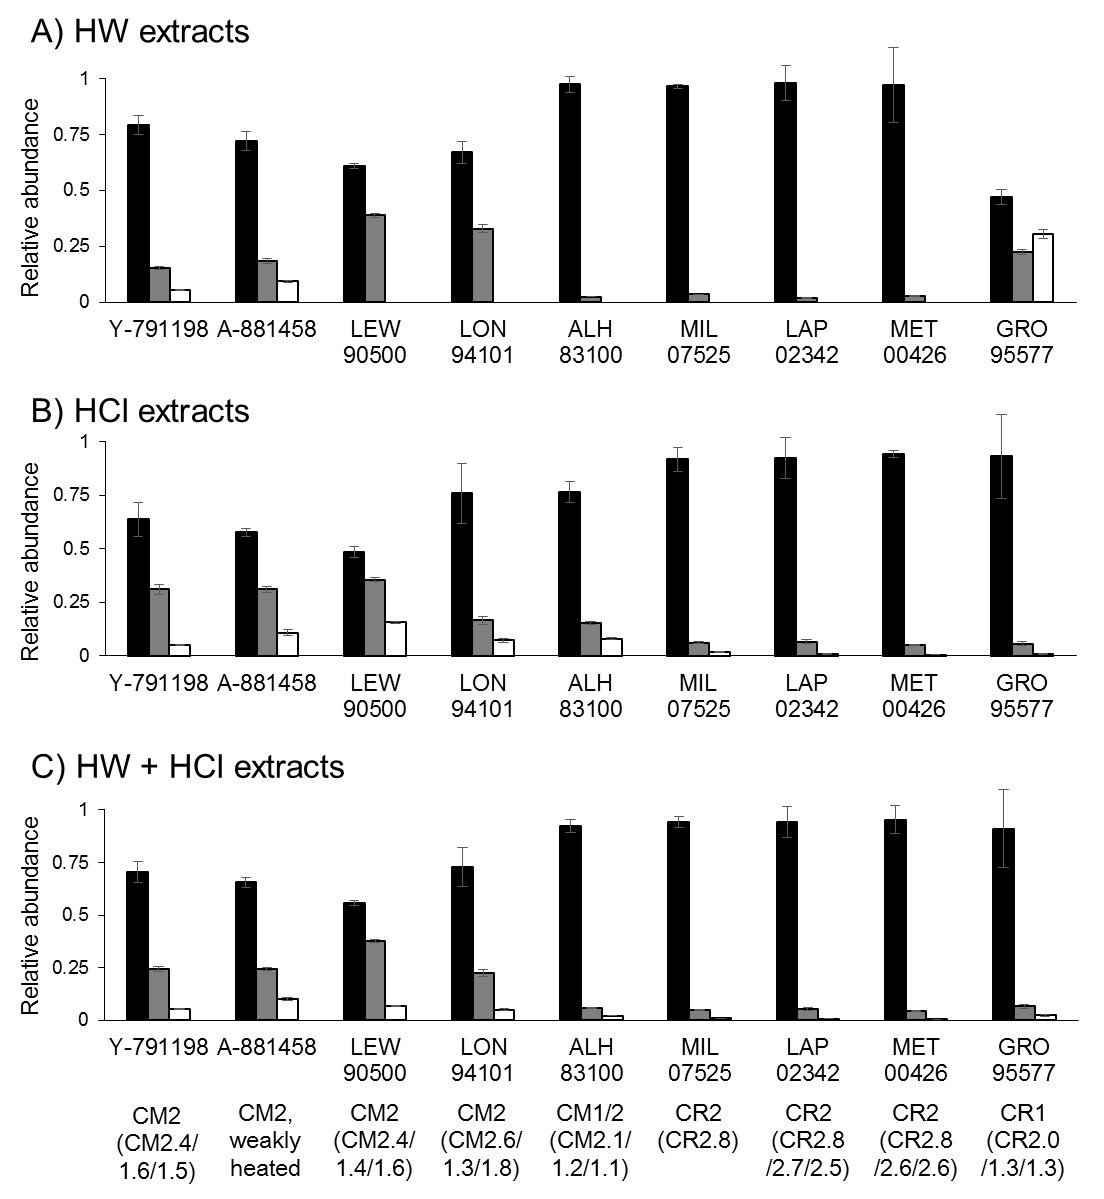 A) HW extracts
1
0.75
0.5
0.25
0
Relative abundance
Y-791198 A-881458 LEW LON ALH MIL LAP MET GRO
90500 94101 83100 07525 02342 00426 95577
B) HCl extracts
1
0.75
0.5
0.25
0
Relative abundance
Y-791198 A-881458 LEW LON ALH MIL LAP MET GRO
90500 94101 83100 07525 02342 00426 95577
C) HW + HCl extracts
1
0.75
0.5
0.25
0
Relative abundance
Y-791198 A-881458 LEW LON ALH MIL LAP MET GRO
90500 94101 83100 07525 02342 00426 95577
CM2 CM2, CM2 CM2 CM1/2 CR2 CR2 CR2 CR1
(CM2.4/ weakly (CM2.4/ (CM2.6/ (CM2.1/ (CR2.8) (CR2.8 (CR2.8 (CR2.0
1.6/1.5) heated 1.4/1.6) 1.3/1.8) 1.2/1.1) /2.7/2.5) /2.6/2.6) /1.3/1.3)